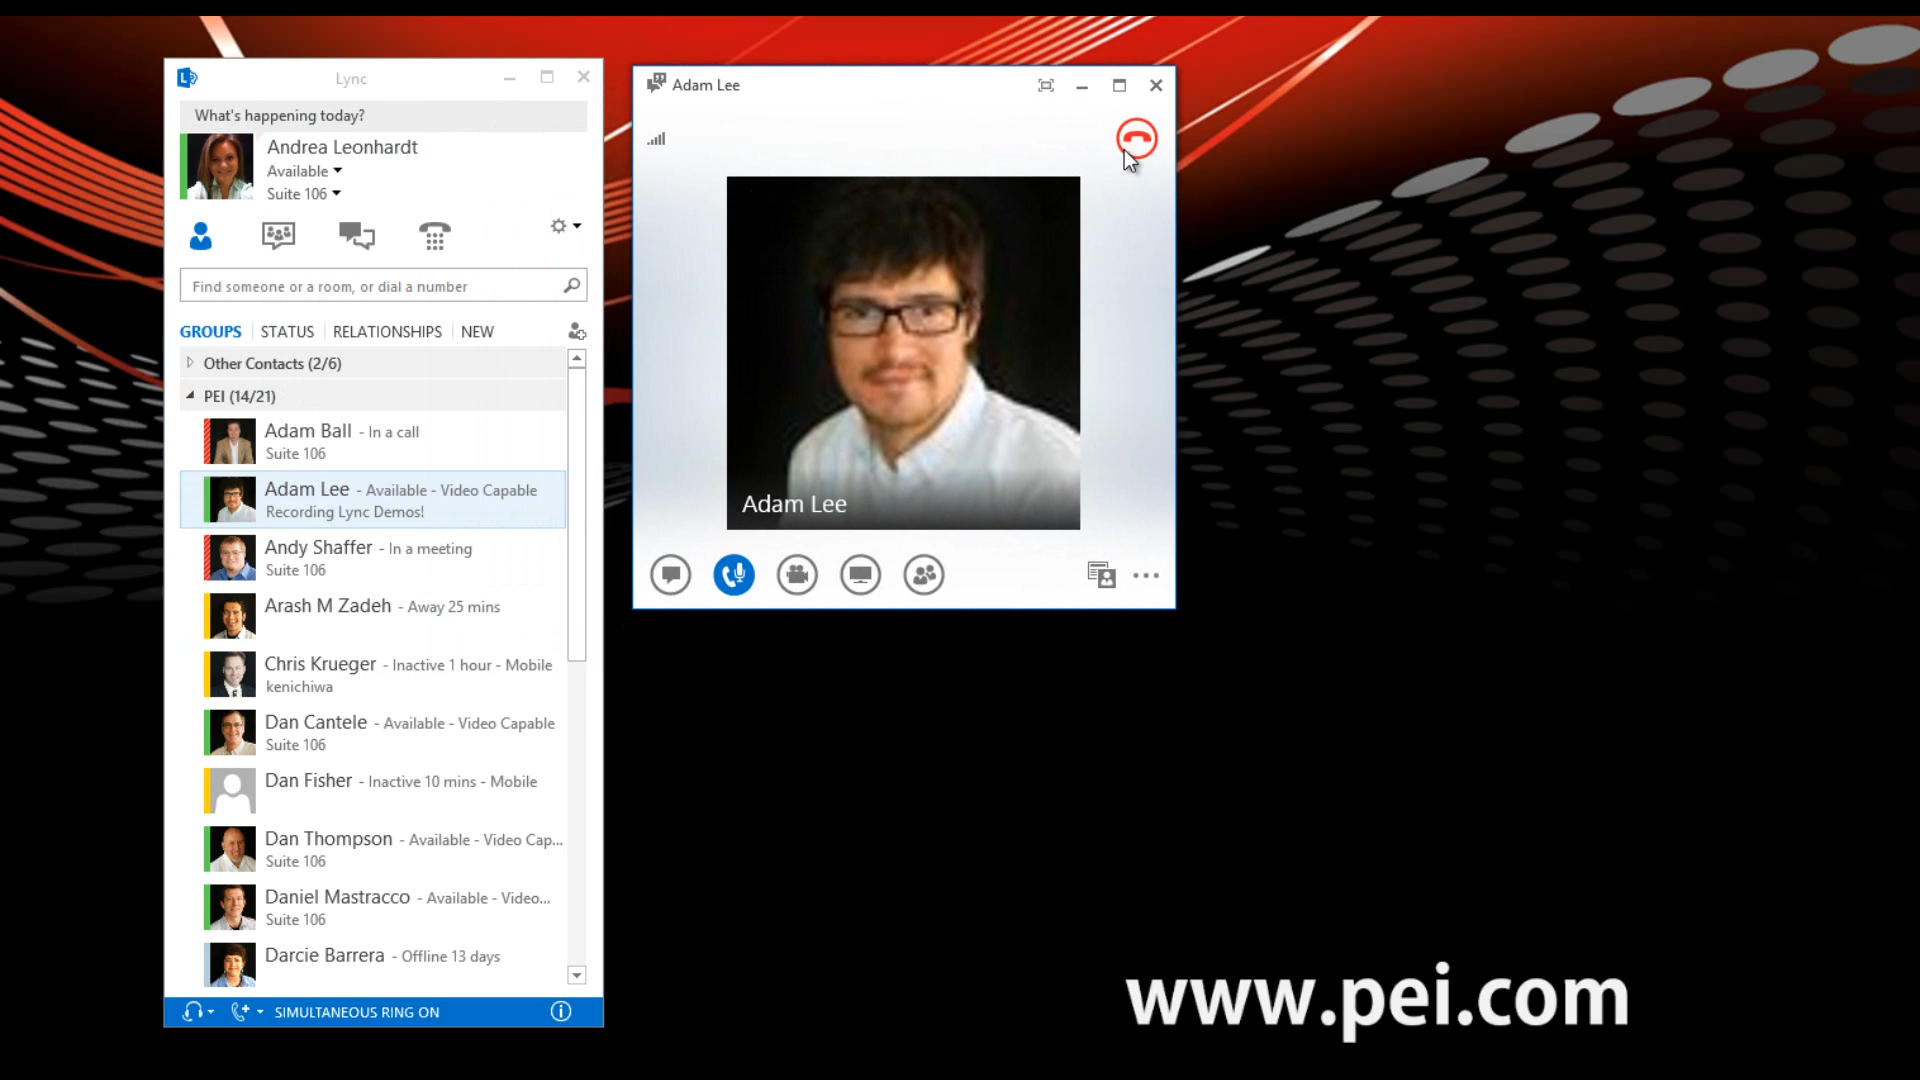 Lync
What's happening today?
Andrea Leonhardt
Available
Suite 106
Find someone or a room, or dial a number
GROUPS STATUS RELATIONSHIPS NEW
Other Contacts (2/6)
PEI (14/21)
Adam Ball - In a call
Suite 106
Adam Lee - Available - Video Capable
Recording Lync Demos!
Andy Shaffer - In a meeting
Suite 106
Arash M Zadeh - Away 25 mins
Chris Krueger - Inactive 1 hour - Mobile
kenichiwa
Dan Cantele - Available - Video Capable
Suite 106
Dan Fisher - Inactive 10 mins - Mobile
Dan Thompson - Available - Video Cap...
Suite 106
Daniel Mastracco - Available - Video...
Suite 106
Darcie Barrera - Offline 13 days
SIMULTANEOUS RING ON
Adam Lee
Adam Lee
www.pei.com